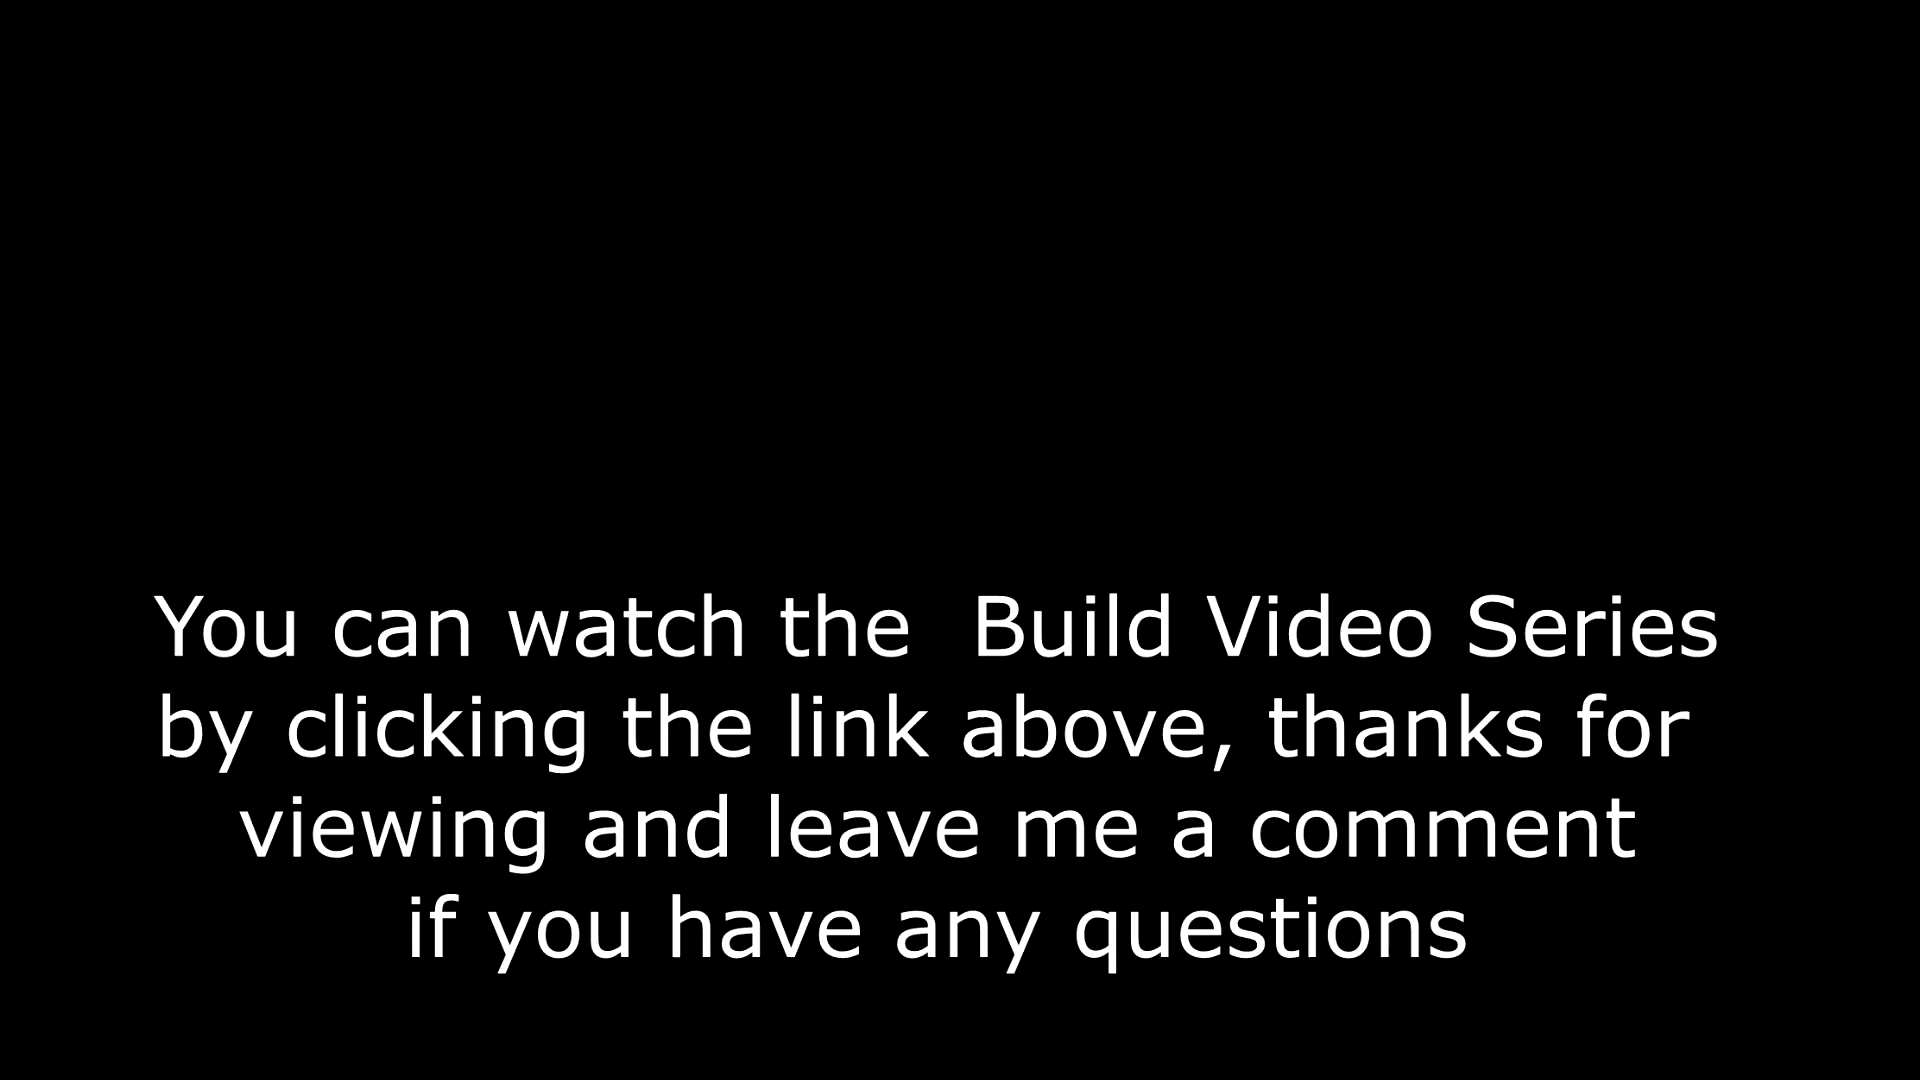 You can watch the  Build Video Series
by clicking the link above, thanks for
viewing and leave me a comment
if you have any questions